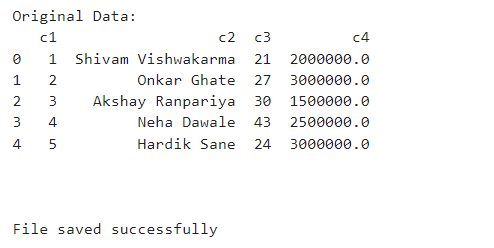 Original Data:
c1 c2 c3 c4
0 1 Shivam Vishwakarma 21 2000000.0
1 2 Onkar Ghate 27 3000000.0
2 3 Akshay Ranpariya 30 1500000.0
3 4 Neha Dawale 43 2500000.0
4 5 Hardik Sane 24 3000000.0
File saved successfully